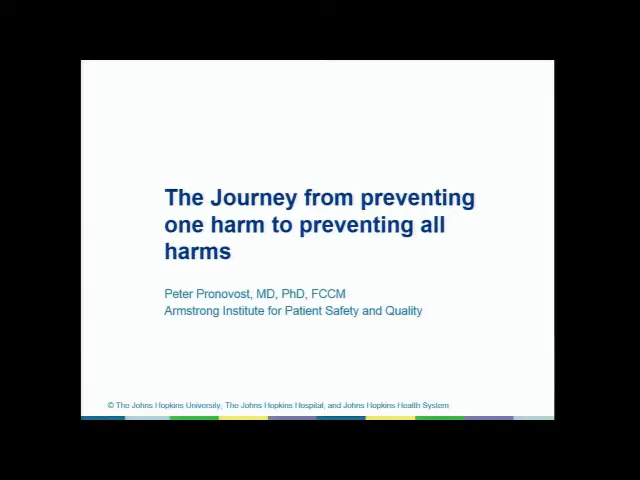 The Journey from preventing
one harm to preventing all
harms
Peter Pronovost, MD, PhD, FCCM
Armstrong Institute for Patient Safety and Quality
© The Johns Hopkins University, The Johns Hopkins Hospital, and Johns Hopkins Health System